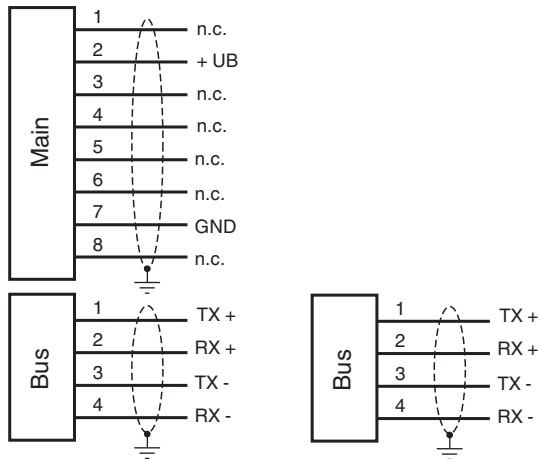 Main
1 n.c.
2 + UB
3 n.c.
4 n.c.
5 n.c.
6 n.c.
7 GND
8 n.c.
Bus
1 TX +
2 RX +
3 TX -
4 RX -
Bus
1 TX +
2 RX +
3 TX -
4 RX -